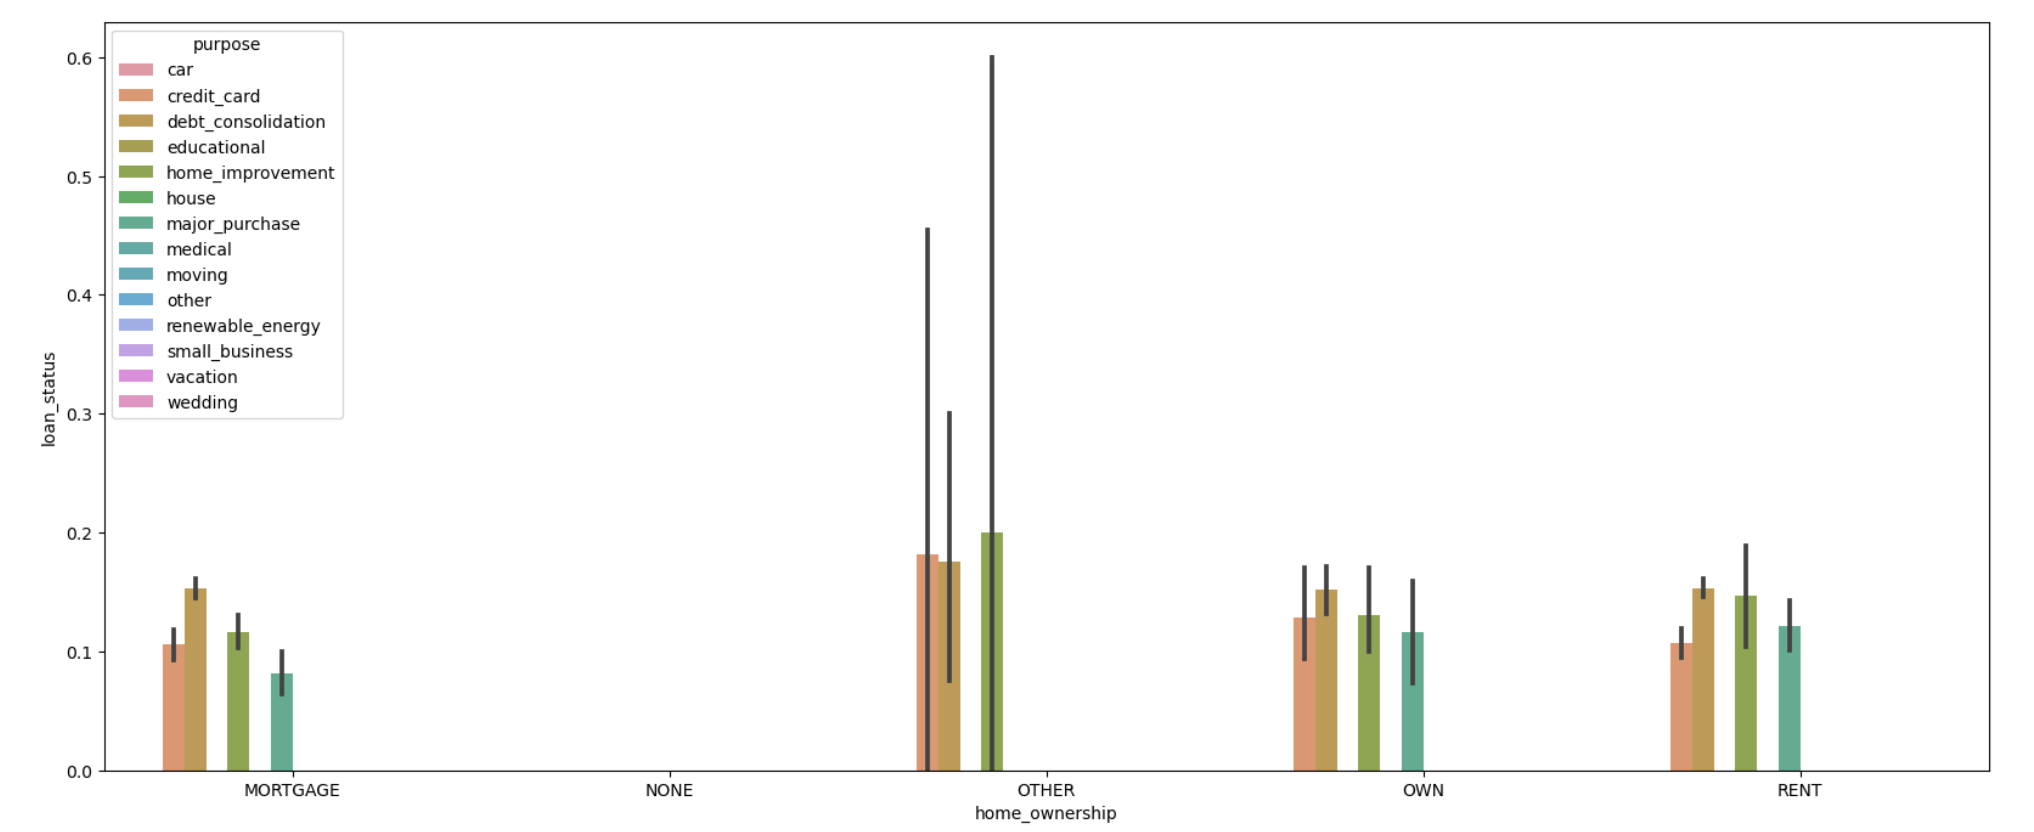 purpose
car
credit_card
debt_consolidation
educational
home_improvement
house
major_purchase
medical
moving
other
renewable_energy
small_business
vacation
wedding
loan_status
0.6
0.5
0.4
0.3
0.2
0.1
0.0
MORTGAGE NONE OTHER OWN RENT
home_ownership